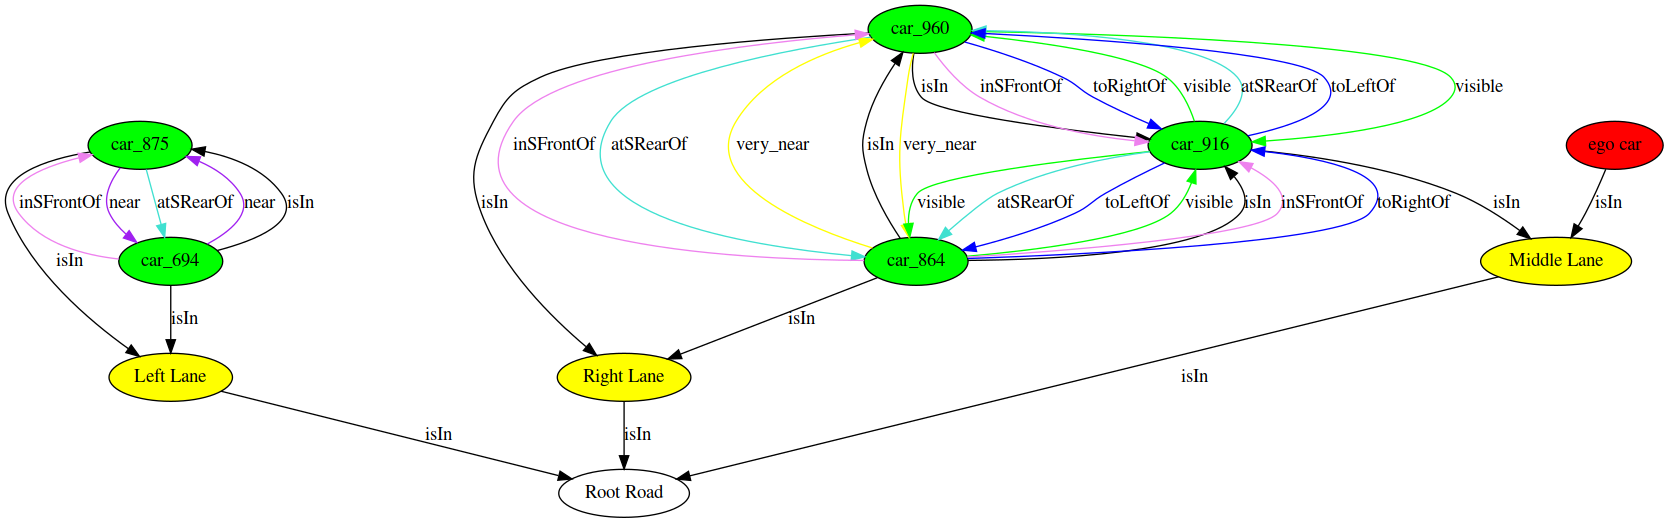 car_960
isIn
inSFrontOf
toRightOf
visible
atSRearOf
toLeftOf
visible
car_875
inSFrontOf
atSRearOf
very_near
isIn
very_near
car_916
ego car
inSFrontOf
near
atSRearOf
near
isIn
isIn
visible
atSRearOf
toLeftOf
visible
isIn
inSFrontOf
toRightOf
isIn
isIn
isIn
car_694
car_864
Middle Lane
isIn
isIn
Left Lane
Right Lane
isIn
isIn
isIn
Root Road